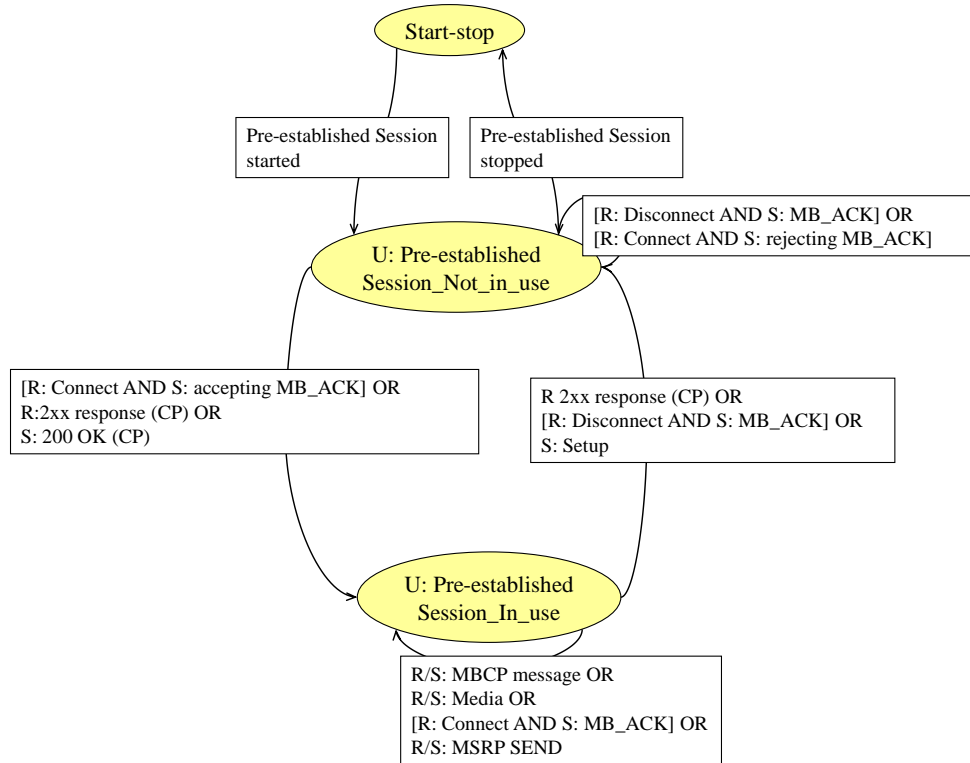 Start-stop
Pre-established Session
started
Pre-established Session
stopped
[R: Disconnect AND S: MB_ACK] OR
[R: Connect AND S: rejecting MB_ACK]
U: Pre-established
Session_Not_in_use
[R: Connect AND S: accepting MB_ACK] OR
R:2xx response (CP) OR
S: 200 OK (CP)
R 2xx response (CP) OR
[R: Disconnect AND S: MB_ACK] OR
S: Setup
U: Pre-established
Session_In_use
R/S: MBCP message OR
R/S: Media OR
[R: Connect AND S: MB_ACK] OR
R/S: MSRP SEND